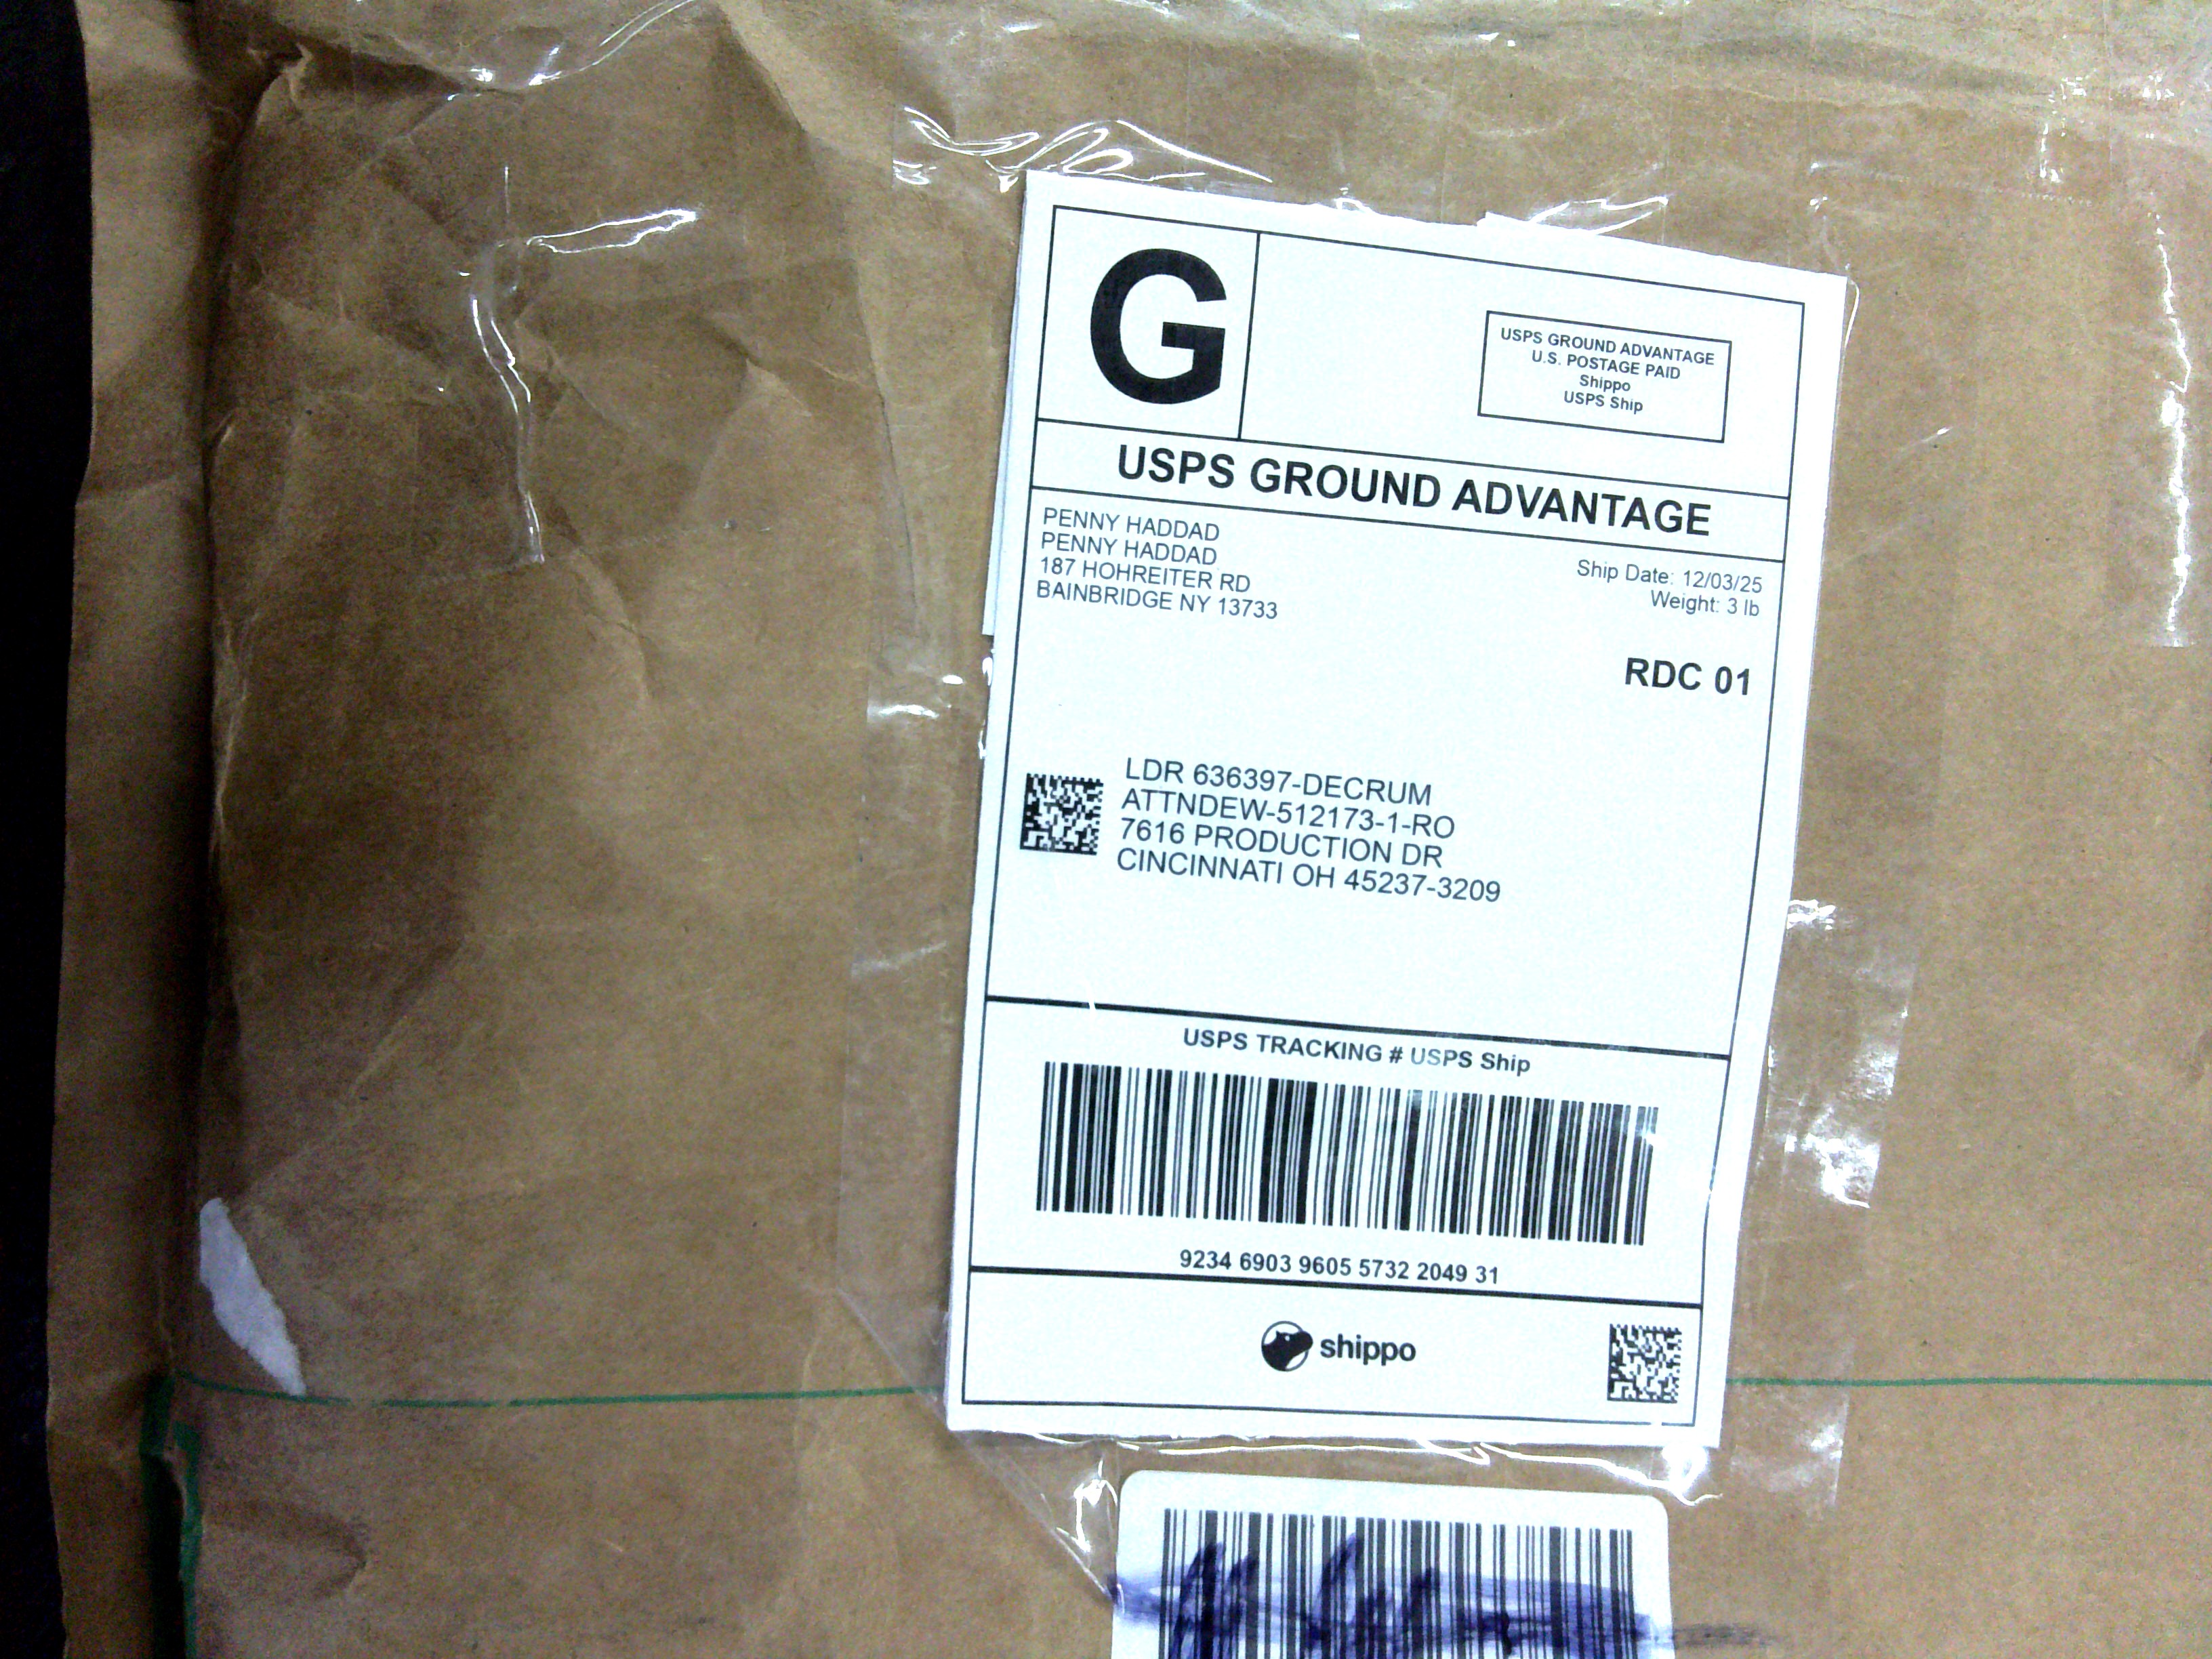 G
USPS GROUND ADVANTAGE
U.S. POSTAGE PAID
Shippo
USPS Ship
USPS GROUND ADVANTAGE
PENNY HADDAD
PENNY HADDAD
187 HOHREITER RD
BAINBRIDGE NY 13733
Ship Date: 12/03/25
Weight: 3 lb
RDC 01
LDR 636397-DECRUM
ATTNDEW-512173-1-RO
7616 PRODUCTION DR
CINCINNATI OH 45237-3209
USPS TRACKING # USPS Ship
9234 6903 9605 5732 2049 31
shippo